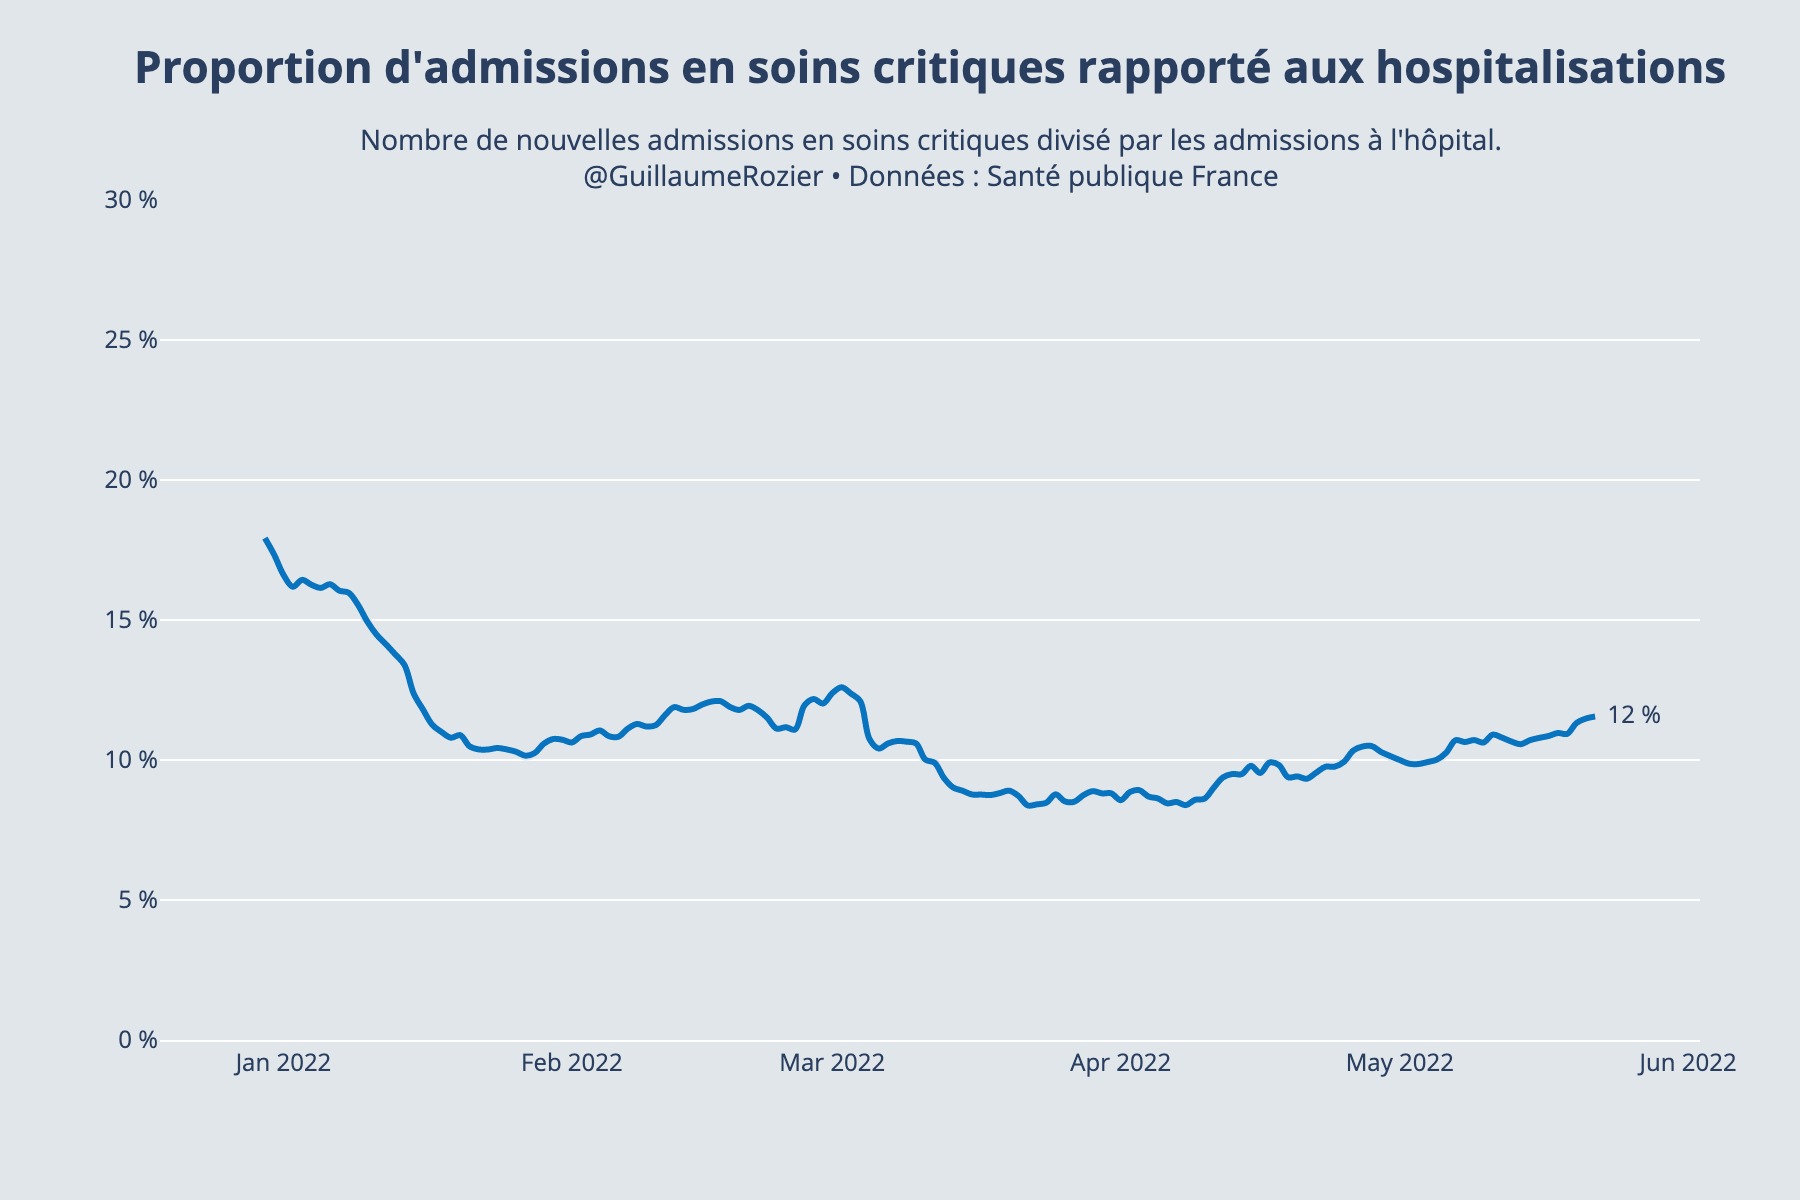 Proportion d'admissions en soins critiques rapporté aux hospitalisations
Nombre de nouvelles admissions en soins critiques divisé par les admissions à l'hôpital.
@GuillaumeRozier • Données : Santé publique France
30 %
25 %
20 %
15 %
12 %
10 %
5 %
0 %
Jan 2022 Feb 2022 Mar 2022 Apr 2022 May 2022 Jun 2022